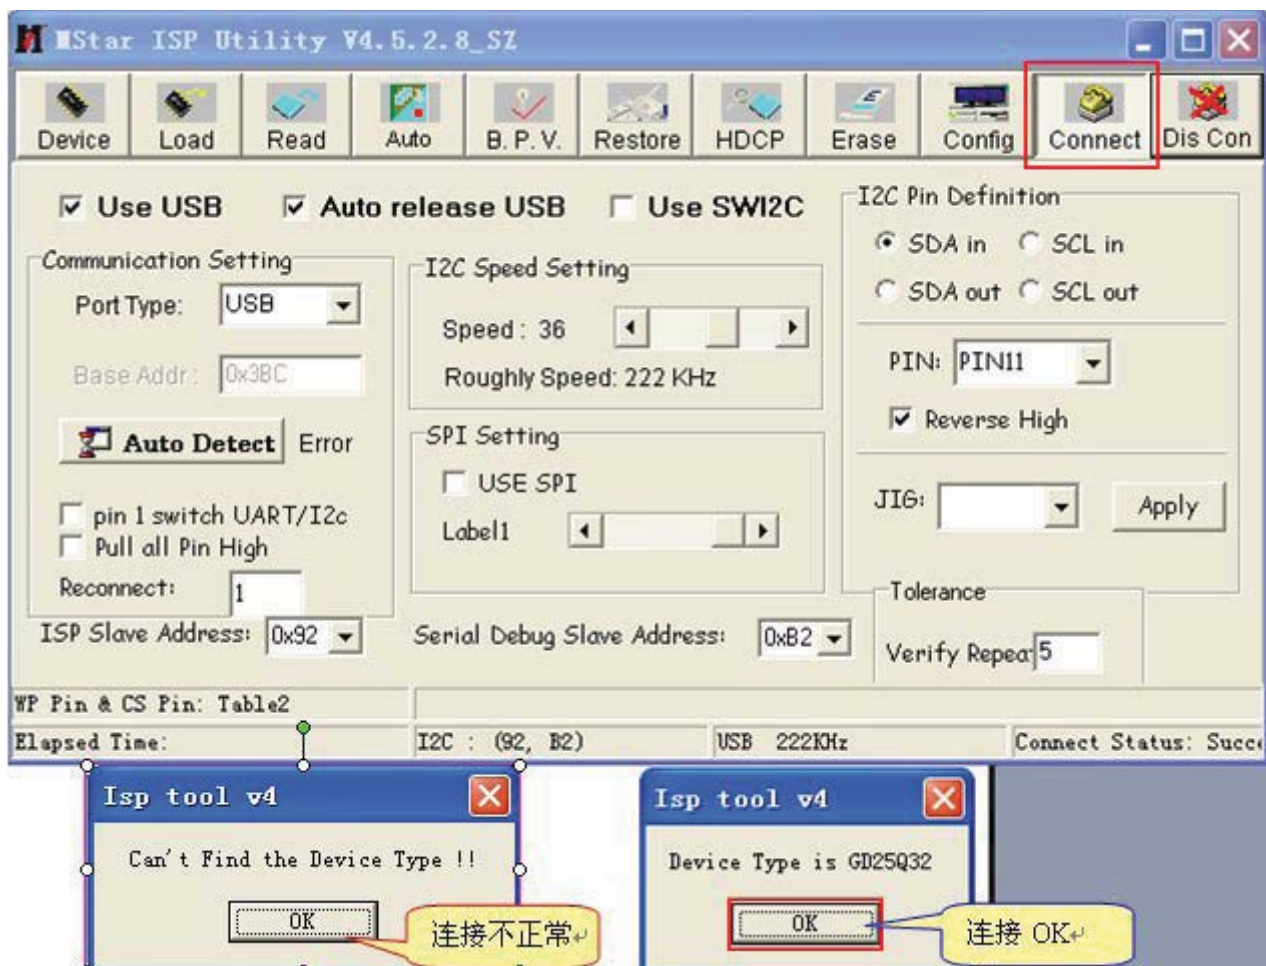 MStar ISP Utility V4.5.2.8_SZ
Device Load Read Auto B.P.V. Restore HDCP Erase Config Connect Dis Con
Use USB Auto release USB Use SWI2C
I2C Pin Definition
SDA in SCL in
SDA out SCL out
PIN: PIN11
Reverse High
JIG: Apply
Communication Setting
Port Type: USB
Base Addr: 0x3BC
Auto Detect Error
pin 1 switch UART/I2c
Pull all Pin High
Reconnect: 1
I2C Speed Setting
Speed : 36
Roughly Speed: 222 KHz
SPI Setting
USE SPI
Label1
Tolerance
Verify Repea 5
ISP Slave Address: 0x92 Serial Debug Slave Address: 0xB2
WP Pin & CS Pin: Table2
Elapsed Time: I2C : (92, B2) USB 222KHz Connect Status: Succe
Isp tool v4
Can't Find the Device Type !!
OK
连接不正常
Isp tool v4
Device Type is GD25Q32
OK
连接 OK